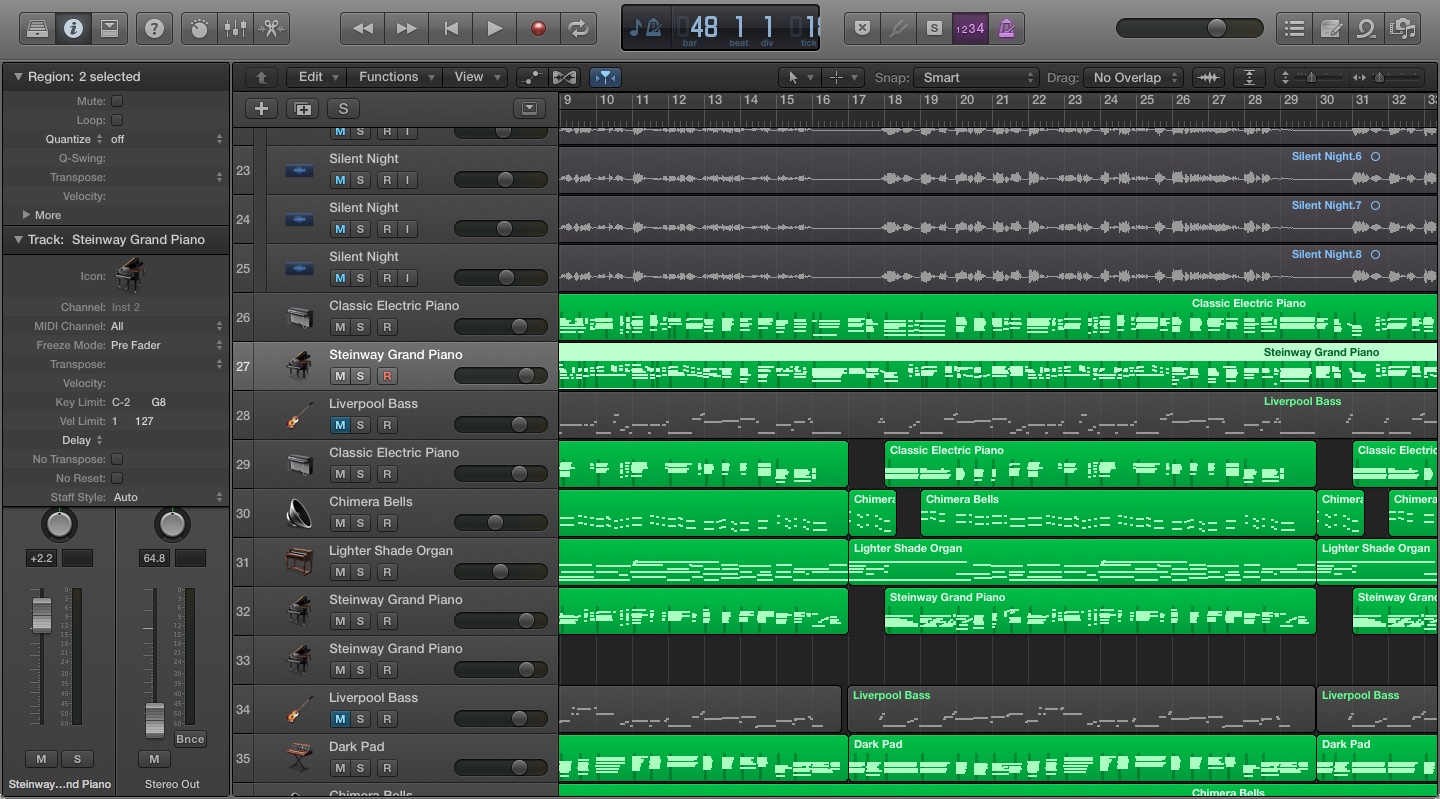 S 1234 48 1 1
bar beat div tick
Region: 2 selected
Mute:
Loop:
Quantize off
Q-Swing:
Transpose:
Velocity:
More
Track: Steinway Grand Piano
Icon:
Channel: Inst 2
MIDI Channel: All
Freeze Mode: Pre Fader
Transpose:
Velocity:
Key Limit: C-2 G8
Vel Limit: 1 127
Delay
No Transpose:
No Reset:
Staff Style: Auto
+2.2 64.8
Bnce
M S M
Steinway...nd Piano Stereo Out
Edit Functions View Snap: Smart Drag: No Overlap
S
9 10 11 12 13 14 15 16 17 18 19 20 21 22 23 24 25 26 27 28 29 30 31 32
M S R I
23 Silent Night M S R I Silent Night.6
24 Silent Night M S R I Silent Night.7
25 Silent Night M S R I Silent Night.8
26 Classic Electric Piano M S R Classic Electric Piano
27 Steinway Grand Piano M S R Steinway Grand Piano
28 Liverpool Bass M S R Liverpool Bass
29 Classic Electric Piano M S R Classic Electric Piano Classic Electric
30 Chimera Bells M S R Chimera Chimera Bells Chimera Chimera
31 Lighter Shade Organ M S R Lighter Shade Organ Lighter Shade Organ
32 Steinway Grand Piano M S R Steinway Grand Piano Steinway Grand
33 Steinway Grand Piano M S R
34 Liverpool Bass M S R Liverpool Bass Liverpool Bass
35 Dark Pad M S R Dark Pad Dark Pad
Chimera Bells Chimera Bells